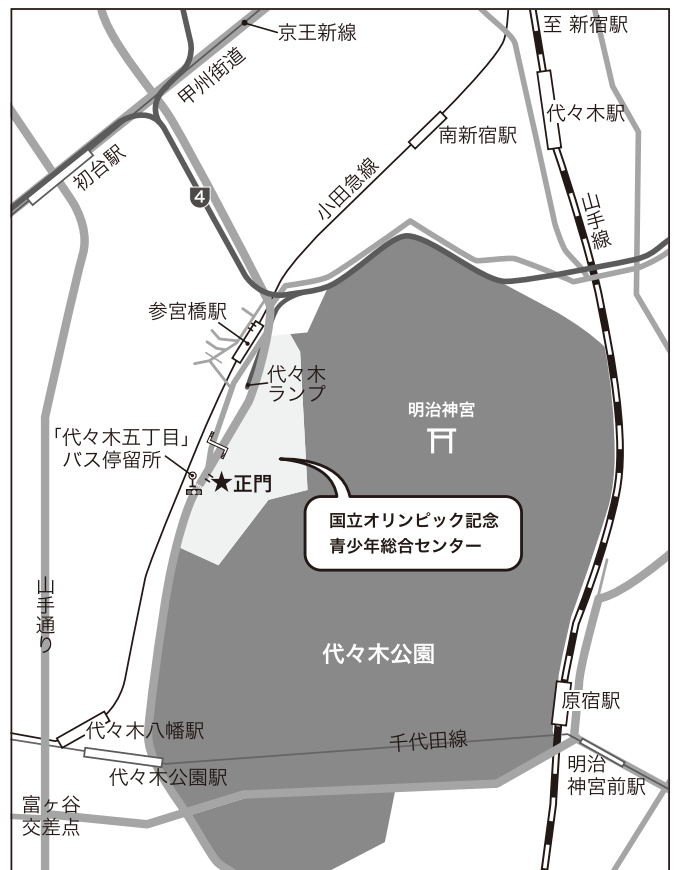 京王新線
至 新宿駅
甲州街道
代々木駅
南新宿駅
初台駅
小田急線
4
山手線
参宮橋駅
代々木
ランプ
明治神宮
「代々木五丁目」
バス停留所
★正門
国立オリンピック記念
青少年総合センター
山手通り
代々木公園
原宿駅
代々木八幡駅
千代田線
代々木公園駅
明治
神宮前駅
富ヶ谷
交差点